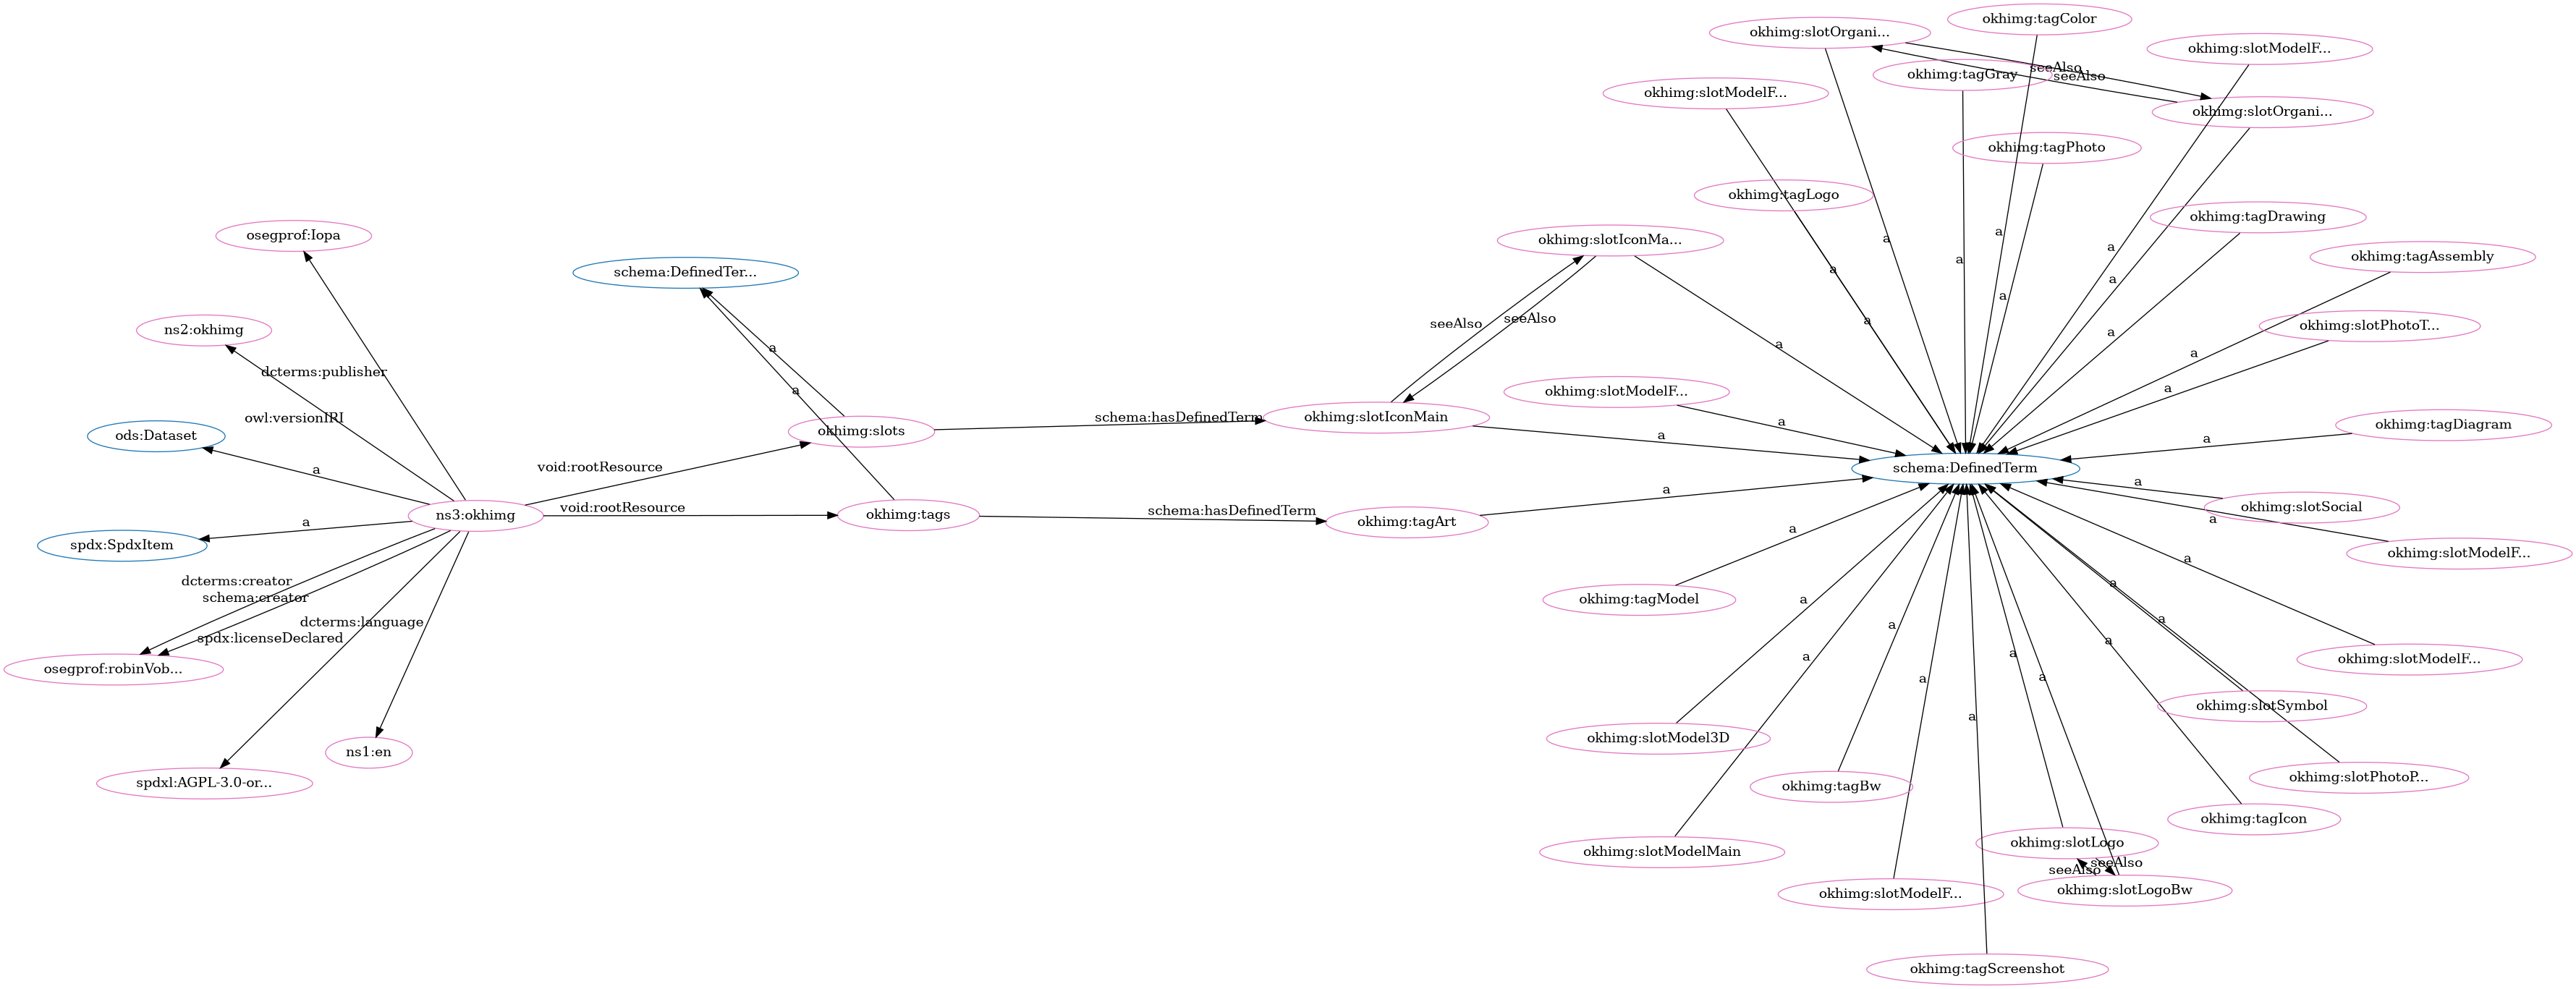 okhimg:tagColor
okhimg:slotOrgani...
okhimg:slotModelF...
seeAlso
okhimg:tagGray
seeAlso
okhimg:slotModelF...
okhimg:slotOrgani...
okhimg:tagPhoto
okhimg:tagLogo
okhimg:tagDrawing
osegprof:Iopa
a
okhimg:slotIconMa...
a
a
okhimg:tagAssembly
a
schema:DefinedTer...
a
a
a
a
okhimg:slotPhotoT...
ns2:okhimg
seeAlso
seeAlso
a
a
a
a
a
dcterms:publisher
a
a
okhimg:slotModelF...
owl:versionIRI
schema:hasDefinedTerm
okhimg:slotIconMain
a
okhimg:tagDiagram
ods:Dataset
okhimg:slots
a
a
void:rootResource
a
schema:DefinedTerm
a
a
void:rootResource
ns3:okhimg
okhimg:tags
schema:hasDefinedTerm
okhimg:tagArt
okhimg:slotSocial
a
a
a
spdx:SpdxItem
okhimg:slotModelF...
a
dcterms:creator
schema:creator
okhimg:tagModel
a
a
dcterms:language
a
a
spdx:licenseDeclared
a
a
a
okhimg:slotModelF...
osegprof:robinVob...
a
a
okhimg:slotSymbol
a
okhimg:slotModel3D
ns1:en
spdxl:AGPL-3.0-or...
okhimg:tagBw
okhimg:slotPhotoP...
okhimg:tagIcon
okhimg:slotLogo
okhimg:slotModelMain
seeAlso
seeAlso
okhimg:slotModelF...
okhimg:slotLogoBw
okhimg:tagScreenshot